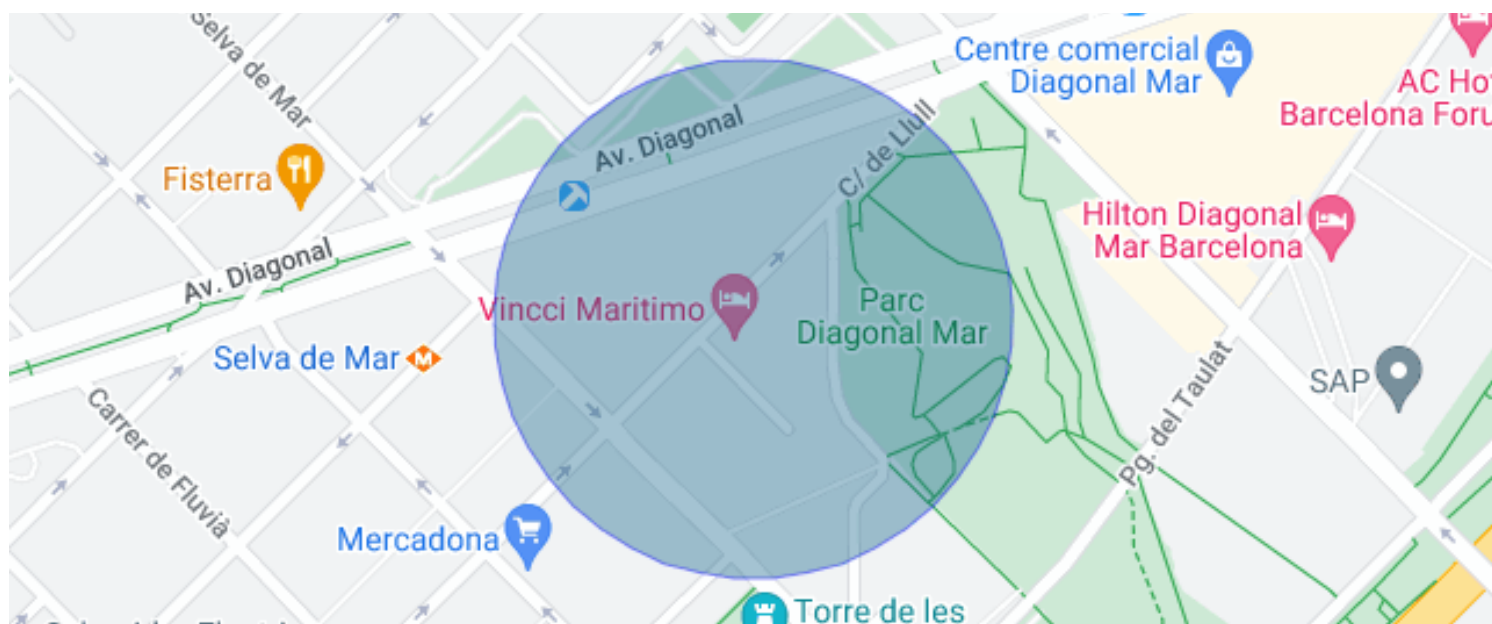 Selva de Mar
Centre comercial
Diagonal Mar
AC Ho
Barcelona Foru
Av. Diagonal
C/ de Llull
Fisterra
Hilton Diagonal
Mar Barcelona
Av. Diagonal
Vincci Maritimo
Parc
Diagonal Mar
Selva de Mar
M
SAP
Pg. del Taulat
Carrer de Fluvià
Mercadona
Torre de les